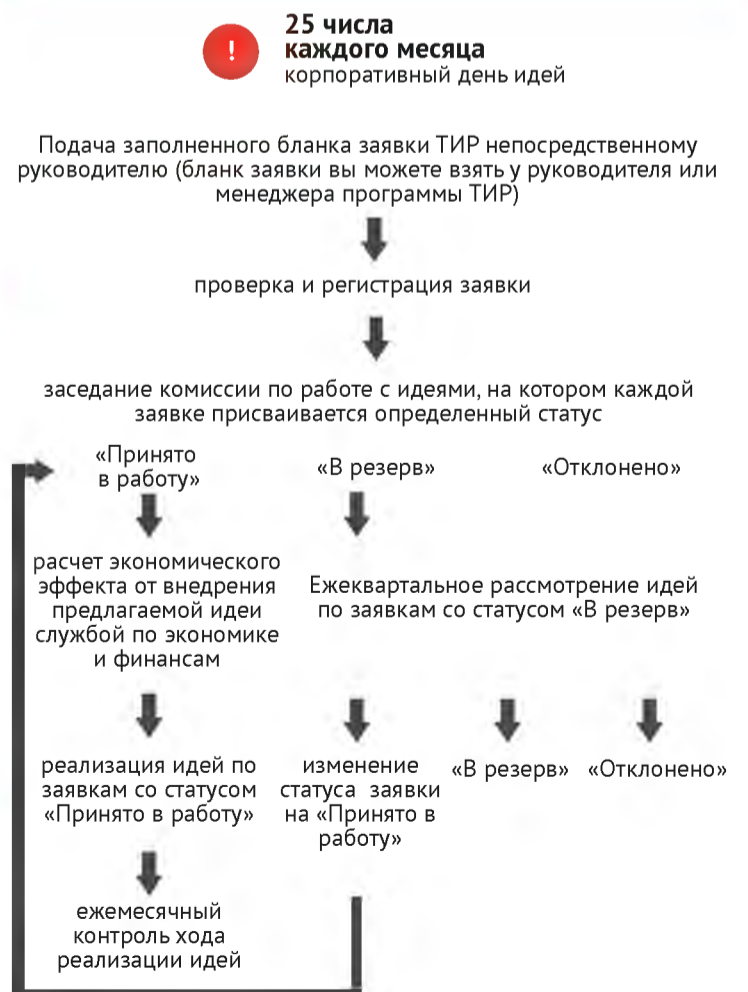 !
25 числа
каждого месяца
корпоративный день идей
Подача заполненного бланка заявки ТИР непосредственному
руководителю (бланк заявки вы можете взять у руководителя или
менеджера программы ТИР)
проверка и регистрация заявки
заседание комиссии по работе с идеями, на котором каждой
заявке присваивается определенный статус
«Принято
в работу»
«В резерв»
«Отклонено»
расчет экономического
эффекта от внедрения
предлагаемой идеи
службой по экономике
и финансам
Ежеквартальное рассмотрение идей
по заявкам со статусом «В резерв»
реализация идей по
заявкам со статусом
«Принято в работу»
изменение
статуса заявки
на «Принято в
работу»
«В резерв»
«Отклонено»
ежемесячный
контроль хода
реализации идей